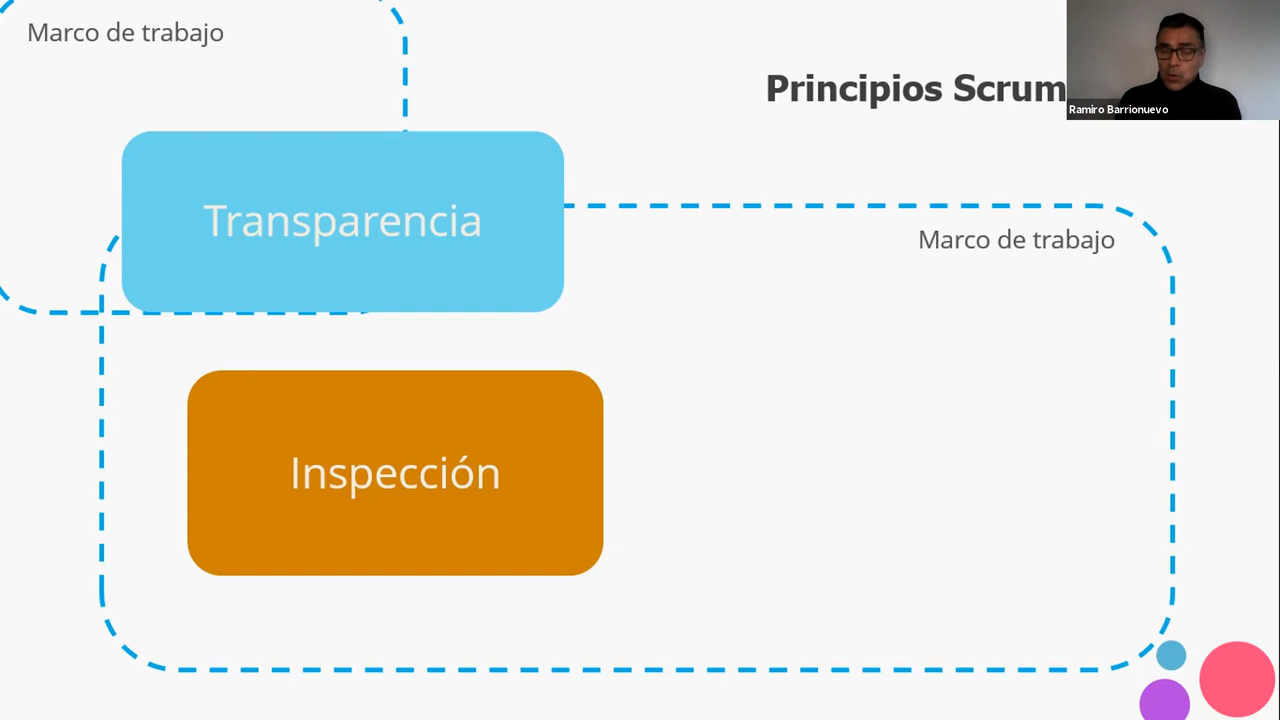 Marco de trabajo
Principios Scrum
Ramiro Barrionuevo
Transparencia
Marco de trabajo
Inspección